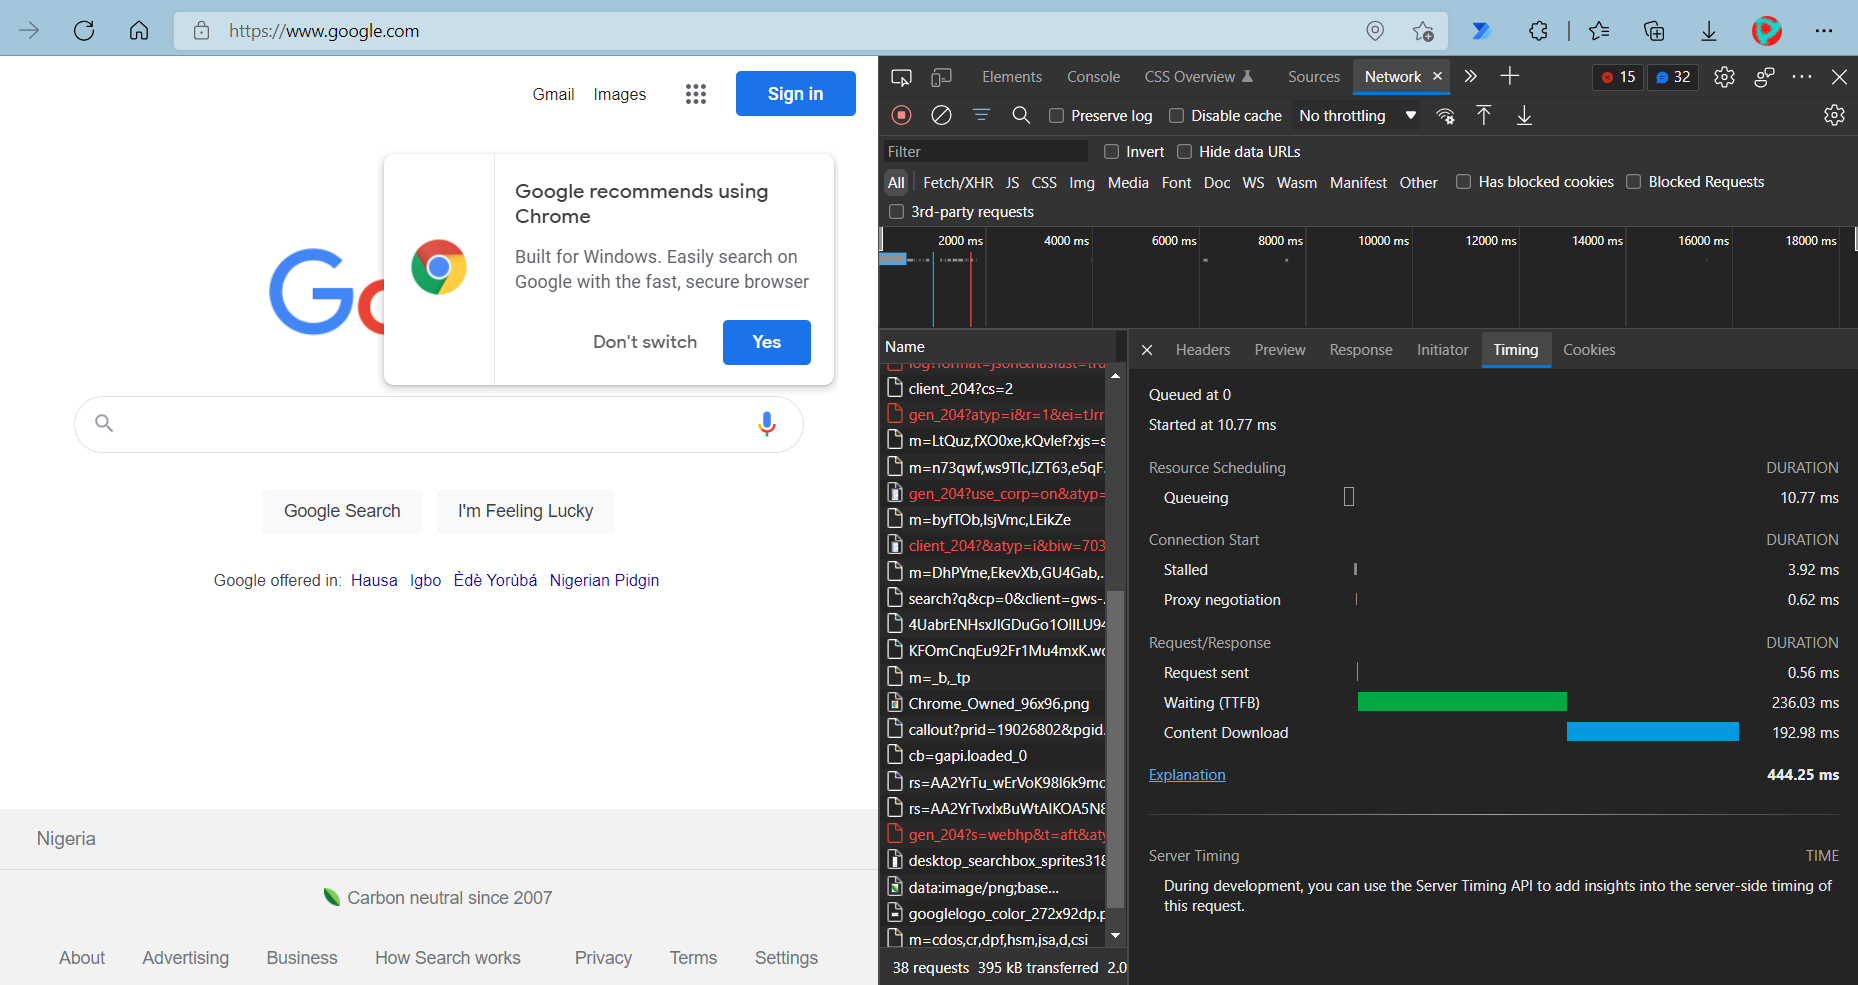 https://www.google.com
Gmail Images Sign in
Google recommends using
Chrome
Built for Windows. Easily search on
Google with the fast, secure browser
Don't switch Yes
Google Search I'm Feeling Lucky
Google offered in: Hausa Igbo Èdè Yorùbá Nigerian Pidgin
Nigeria
Carbon neutral since 2007
About Advertising Business How Search works Privacy Terms Settings
Elements Console CSS Overview Sources Network 15 32
Preserve log Disable cache No throttling
Filter Invert Hide data URLs
All Fetch/XHR JS CSS Img Media Font Doc WS Wasm Manifest Other Has blocked cookies Blocked Requests
3rd-party requests
2000 ms 4000 ms 6000 ms 8000 ms 10000 ms 12000 ms 14000 ms 16000 ms 18000 ms
Name
client_204?cs=2
gen_204?atyp=i&r=1&ei=tJrr
m=LtQuz,fXO0xe,kQvlef?xjs=s
m=n73qwf,ws9Tlc,IZT63,e5qF
gen_204?use_corp=on&atyp=
m=byfTOb,lsjVmc,LEikZe
client_204?&atyp=i&biw=703
m=DhPYme,EkevXb,GU4Gab,..
search?q&cp=0&client=gws-.
KFOmCnqEu92Fr1Mu4mxK.wo
m=_b,_tp
Chrome_Owned_96x96.png
callout?prid=19026802&pgid.
cb=gapi.loaded_0
gen_204?s=webhp&t=aft&aty
desktop_searchbox_sprites318
data:image/png;base...
googlelogo_color_272x92dp.p
m=cdos,cr,dpf,hsm,jsa,d,csi
38 requests 395 kB transferred 2.0
Headers Preview Response Initiator Timing Cookies
Queued at 0
Started at 10.77 ms
Resource Scheduling DURATION
Queueing 10.77 ms
Connection Start DURATION
Stalled 3.92 ms
Proxy negotiation 0.62 ms
Request/Response DURATION
Request sent 0.56 ms
Waiting (TTFB) 236.03 ms
Content Download 192.98 ms
Explanation 444.25 ms
Server Timing TIME
During development, you can use the Server Timing API to add insights into the server-side timing of
this request.